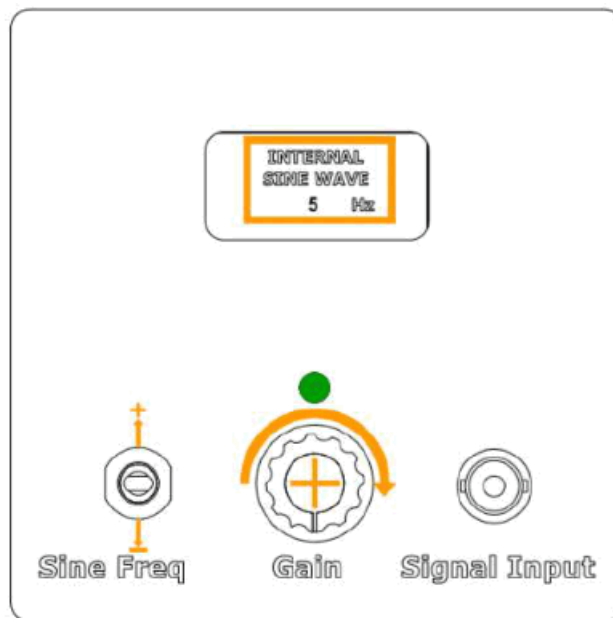 INTERNAL
SINE WAVE
5 Hz
+
-
+
Sine Freq Gain Signal Input